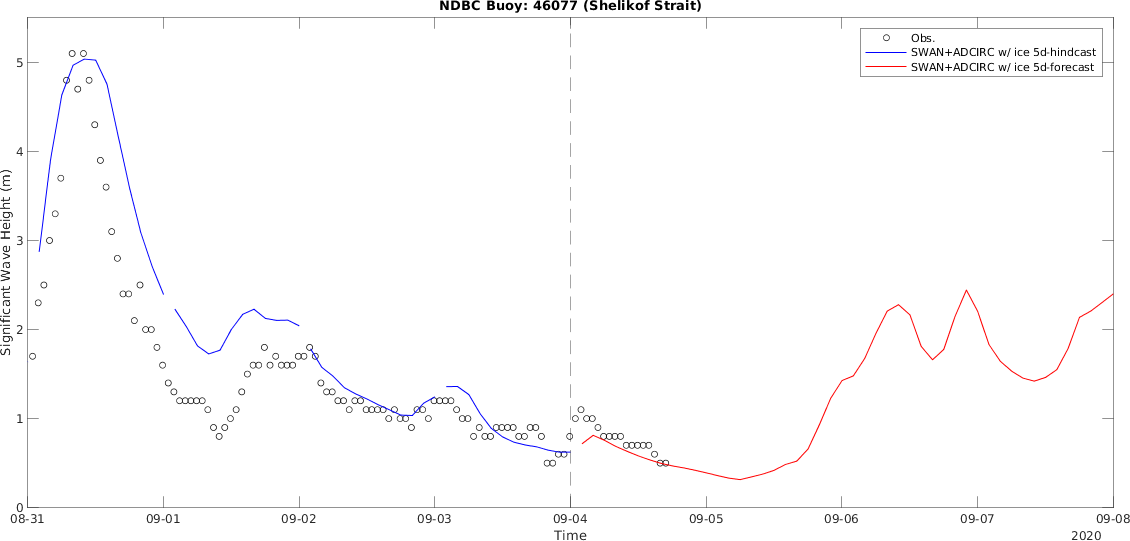 NDBC Buoy: 46077 (Shelikof Strait)
Obs.
SWAN+ADCIRC w/ ice 5d-hindcast
SWAN+ADCIRC w/ ice 5d-forecast
Significant Wave Height (m)
5
4
3
2
1
0
08-31 09-01 09-02 09-03 09-04 09-05 09-06 09-07 09-08
Time
2020